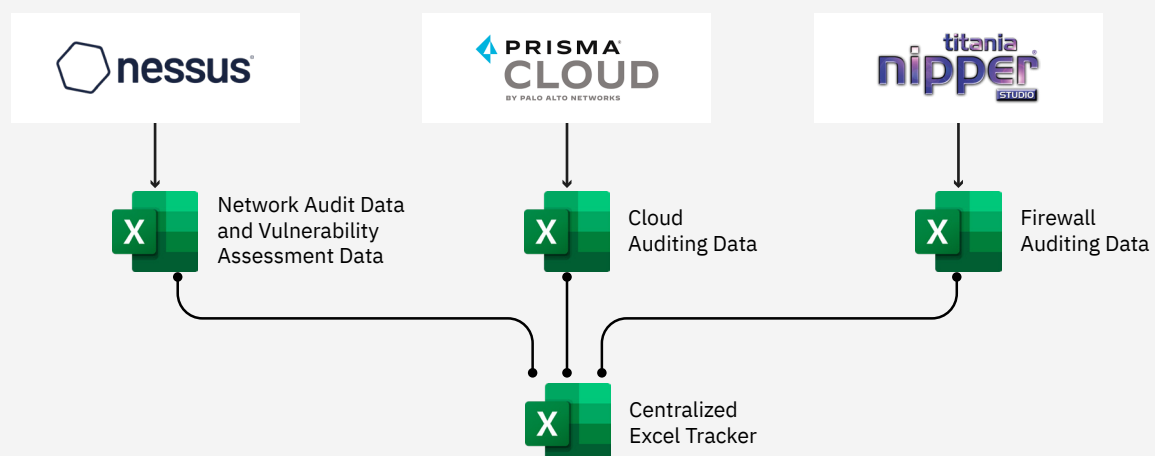 nessus
PRISMA
CLOUD
BY PALO ALTO NETWORKS
titania
nipper
STUDIO
X
Network Audit Data
and Vulnerability
Assessment Data
X
Cloud
Auditing Data
X
Firewall
Auditing Data
X
Centralized
Excel Tracker